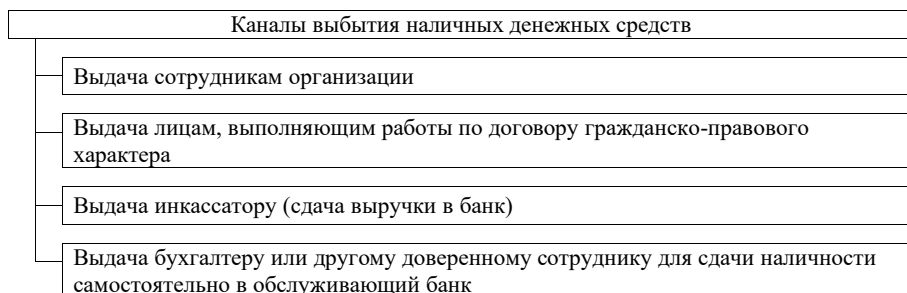 Каналы выбытия наличных денежных средств
Выдача сотрудникам организации
Выдача лицам, выполняющим работы по договору гражданско-правового
характера
Выдача инкассатору (сдача выручки в банк)
Выдача бухгалтеру или другому доверенному сотруднику для сдачи наличности
самостоятельно в обслуживающий банк